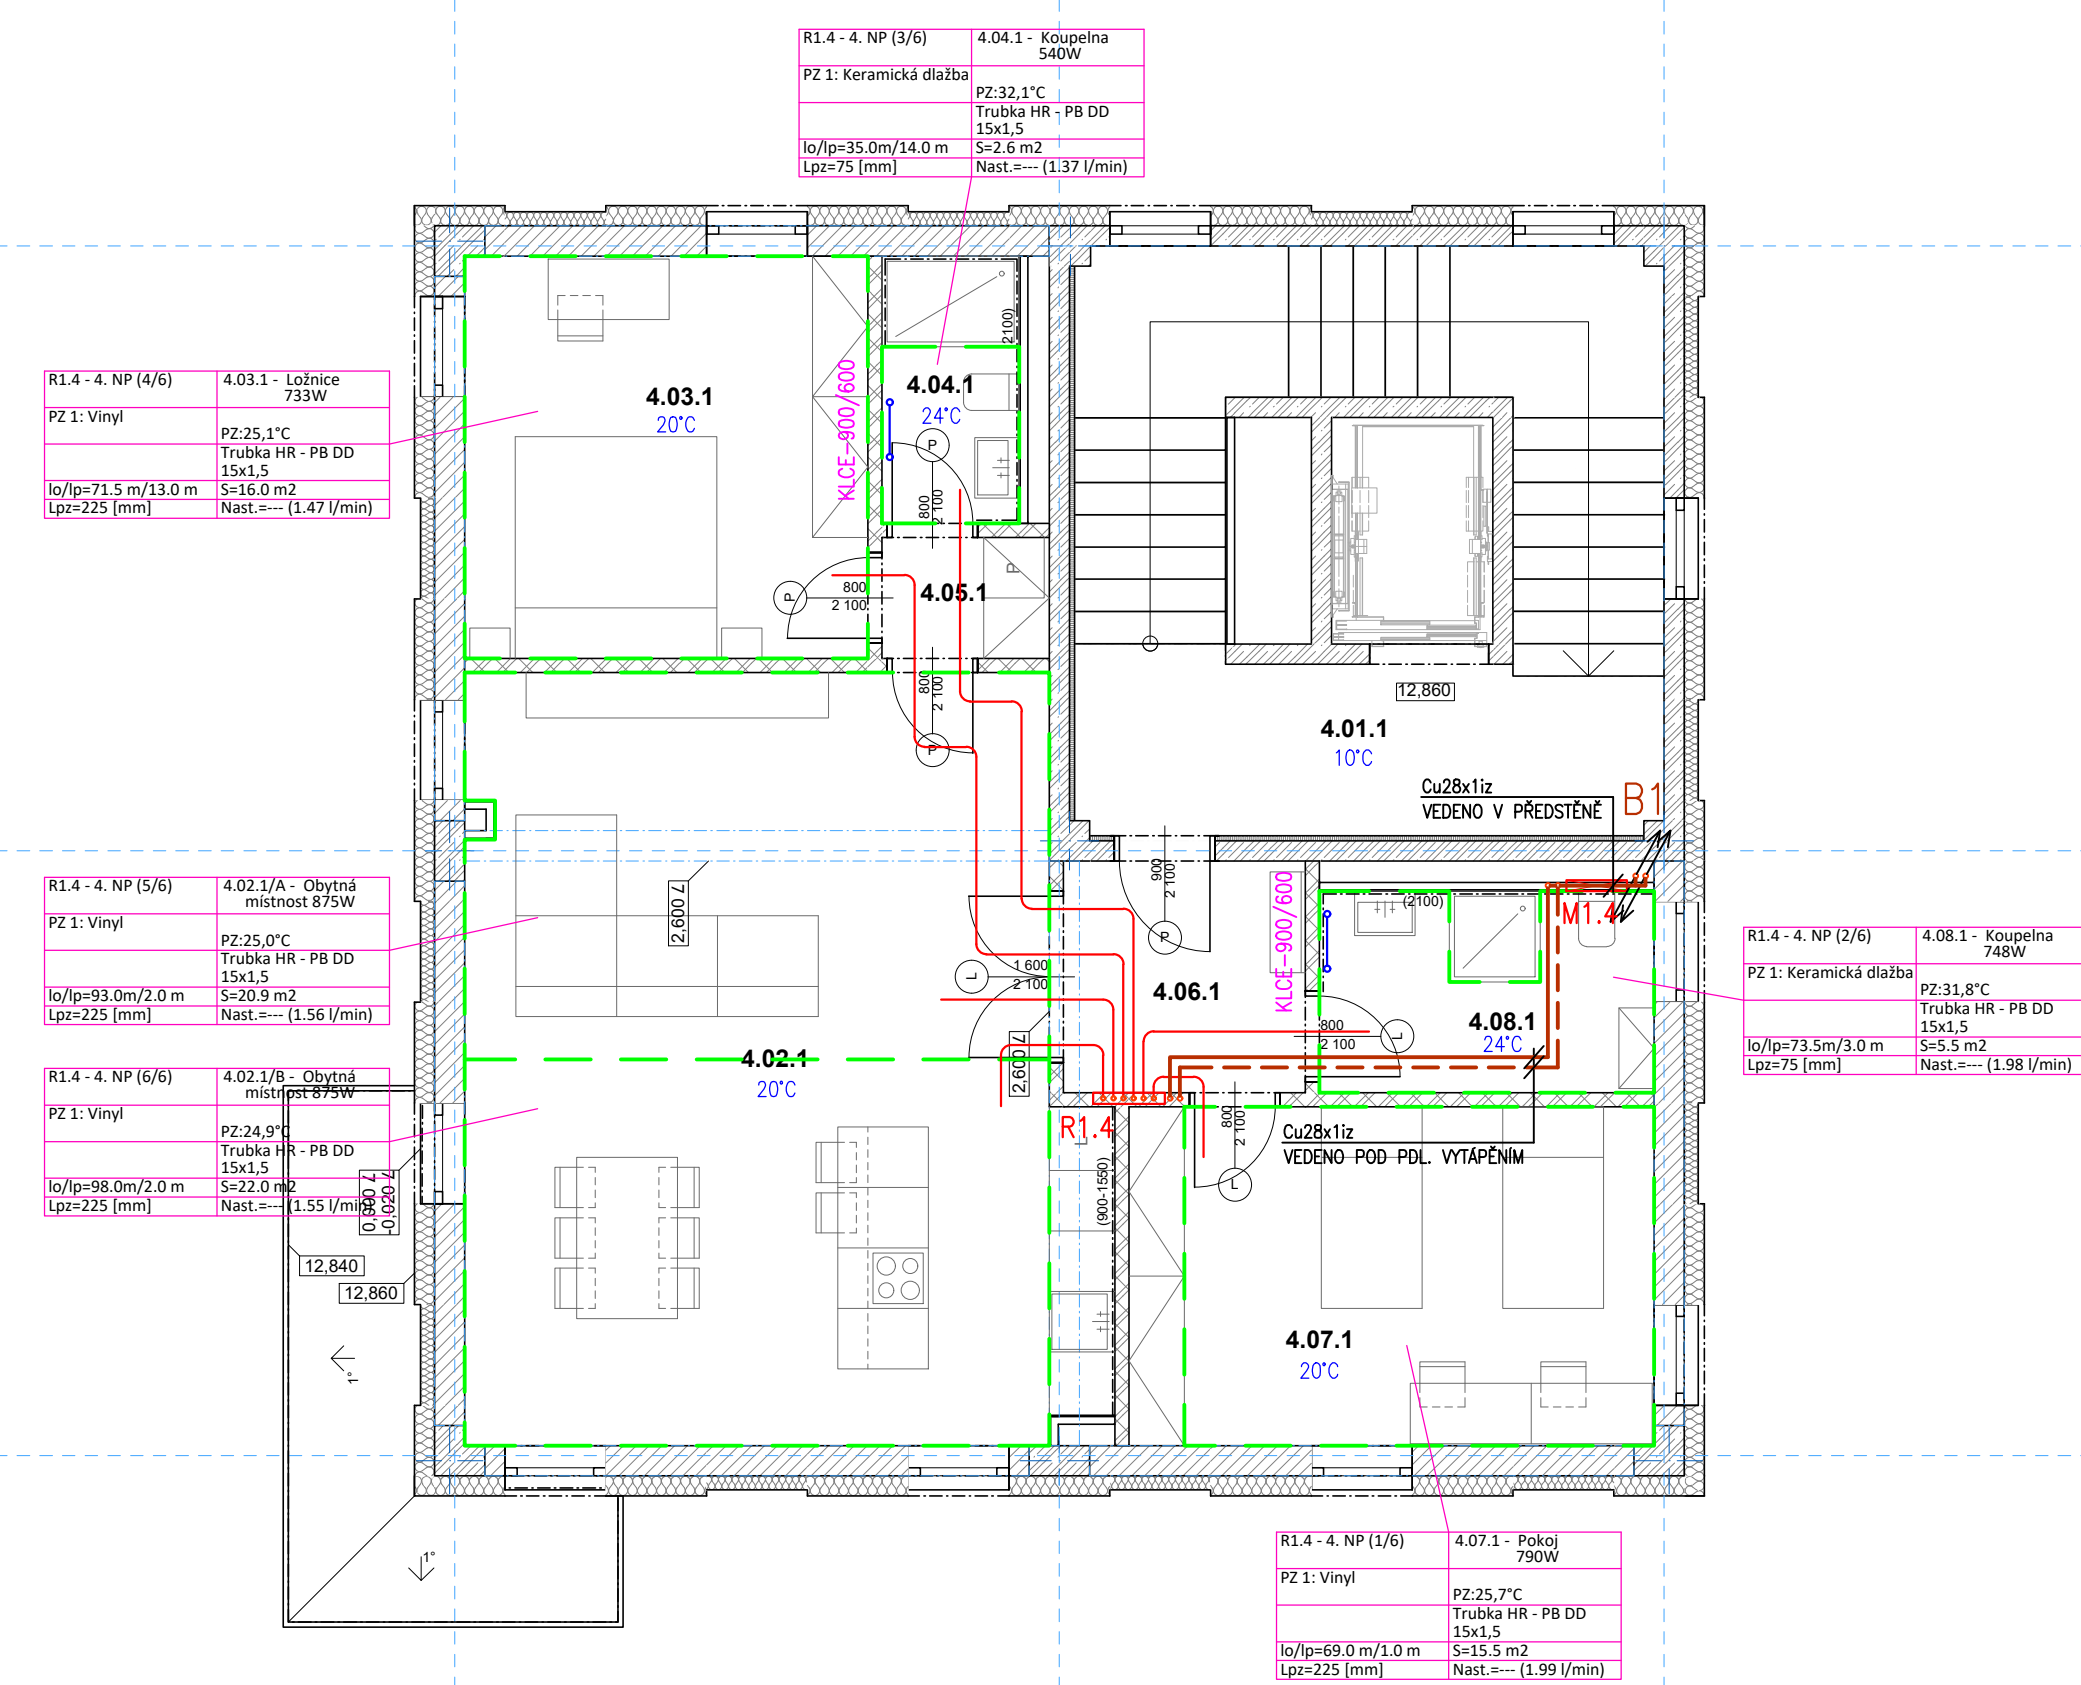 R1.4 - 4. NP (3/6)
4.04.1 - Koupelna
540W
PZ 1: Keramická dlažba
PZ:32,1°C
Trubka HR - PB DD
15x1,5
lo/lp=35.0m/14.0 m
S=2.6 m2
Lpz=75 [mm]
Nast.=--- (1.37 l/min)
R1.4 - 4. NP (4/6)
4.03.1 - Ložnice
733W
PZ 1: Vinyl
PZ:25,1°C
Trubka HR - PB DD
15x1,5
lo/lp=71.5 m/13.0 m
S=16.0 m2
Lpz=225 [mm]
Nast.=--- (1.47 l/min)
4.03.1
20°C
KLCE-900/600
2100)
4.04.1
24°C
P
800
2 100
P
800
2 100
4.05.1
P
800
2 100
P
12,860
4.01.1
10°C
Cu28x1iz
VEDENO V PŘEDSTĚNĚ
B1
R1.4 - 4. NP (5/6)
4.02.1/A - Obytná
místnost 875W
PZ 1: Vinyl
PZ:25,0°C
Trubka HR - PB DD
15x1,5
lo/lp=93.0m/2.0 m
S=20.9 m2
Lpz=225 [mm]
Nast.=--- (1.56 l/min)
2,600
900
2 100
P
KLCE-900/600
(2100)
M1.4
L
1 600
2 100
4.06.1
4.08.1
24°C
800
2 100
L
R1.4 - 4. NP (2/6)
4.08.1 - Koupelna
748W
PZ 1: Keramická dlažba
PZ:31,8°C
Trubka HR - PB DD
15x1,5
lo/lp=73.5m/3.0 m
S=5.5 m2
Lpz=75 [mm]
Nast.=--- (1.98 l/min)
2,600
4.02.1
20°C
R1.4 - 4. NP (6/6)
4.02.1/B - Obytná
místnost 875W
PZ 1: Vinyl
PZ:24,9°C
Trubka HR - PB DD
15x1,5
lo/lp=98.0m/2.0 m
S=22.0 m2
Lpz=225 [mm]
Nast.=--- (1.55 l/min)
0,000
-0,020
R1.4
L
(900-1550)
800
2 100
L
Cu28x1iz
VEDENO POD PDL. VYTÁPĚNÍM
12,840
12,860
1°
1°
4.07.1
20°C
R1.4 - 4. NP (1/6)
4.07.1 - Pokoj
790W
PZ 1: Vinyl
PZ:25,7°C
Trubka HR - PB DD
15x1,5
lo/lp=69.0 m/1.0 m
S=15.5 m2
Lpz=225 [mm]
Nast.=--- (1.99 l/min)